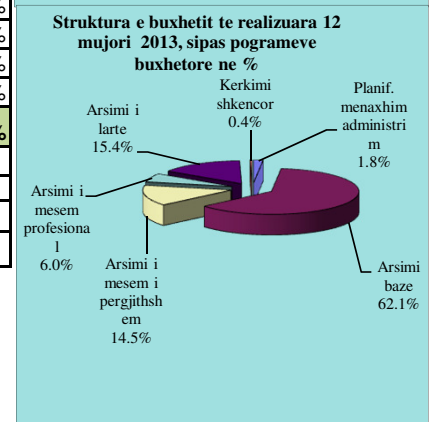 Struktura e buxhetit te realizuara 12
mujori 2013, sipas pogrameve
buxhetore ne %
Kerkimi
shkencor
0.4%
Planif.
menaxhim
administri
m
1.8%
Arsimi i
larte
15.4%
Arsimi i
mesem
profesiona
l
6.0%
Arsimi i
mesem i
pergjithsh
em
14.5%
Arsimi
baze
62.1%